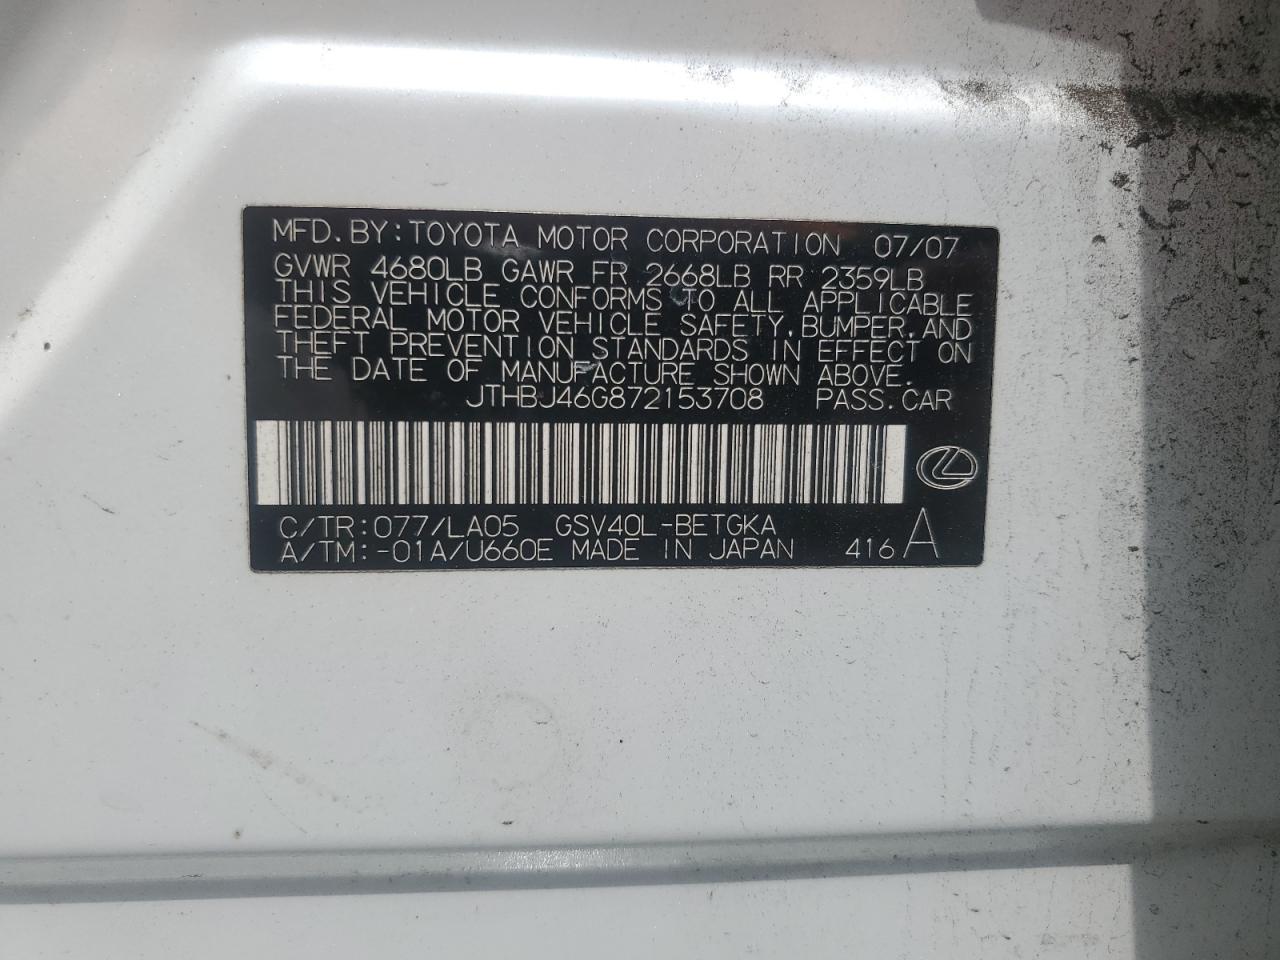 MFD.BY:TOYOTA MOTOR CORPORATION 07/07
GVWR 4680LB GAWR FR 2668LB RR 2359LB
THIS VEHICLE CONFORMS TO ALL APPLICABLE
FEDERAL MOTOR VEHICLE SAFETY,BUMPER,AND
THEFT PREVENTION STANDARDS IN EFFECT ON
THE DATE OF MANUFACTURE SHOWN ABOVE.
JTHBJ46G872153708 PASS.CAR
C/TR:077/LA05 GSV40L-BETGKA
A/TM:-01A/U660E MADE IN JAPAN 416 A